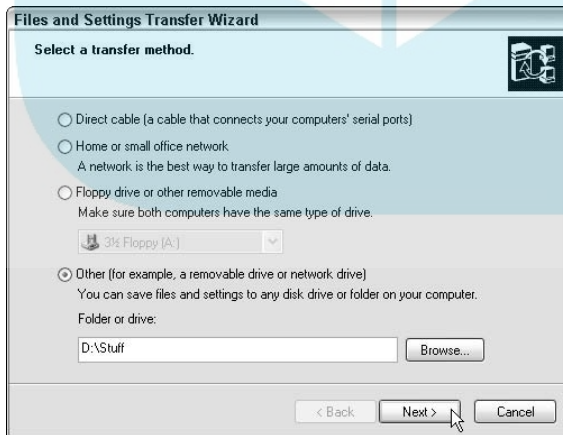 Files and Settings Transfer Wizard
Select a transfer method.
Direct cable (a cable that connects your computers' serial ports)
Home or small office network
A network is the best way to transfer large amounts of data.
Floppy drive or other removable media
Make sure both computers have the same type of drive.
3½ Floppy (A:)
Other (for example, a removable drive or network drive)
You can save files and settings to any disk drive or folder on your computer.
Folder or drive:
D:\Stuff
Browse...
< Back
Next >
Cancel